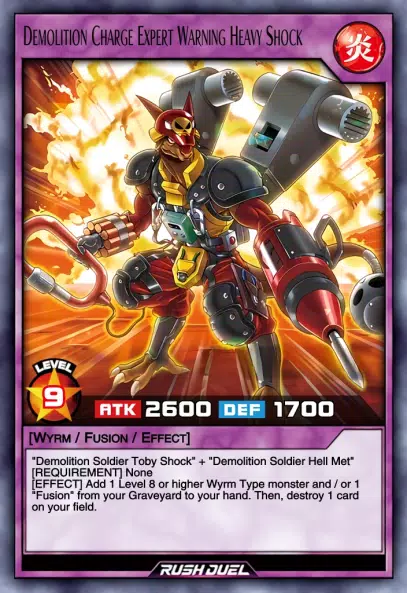 DEMOLITION CHARGE EXPERT WARNING HEAVY SHOCK
炎
LEVEL
9
ATK 2600 DEF 1700
[WYRM / FUSION / EFFECT]
"Demolition Soldier Toby Shock" + "Demolition Soldier Hell Met"
[REQUIREMENT] None
[EFFECT] Add 1 Level 8 or higher Wyrm Type monster and / or 1
"Fusion" from your Graveyard to your hand. Then, destroy 1 card
on your field.
RUSH DUEL